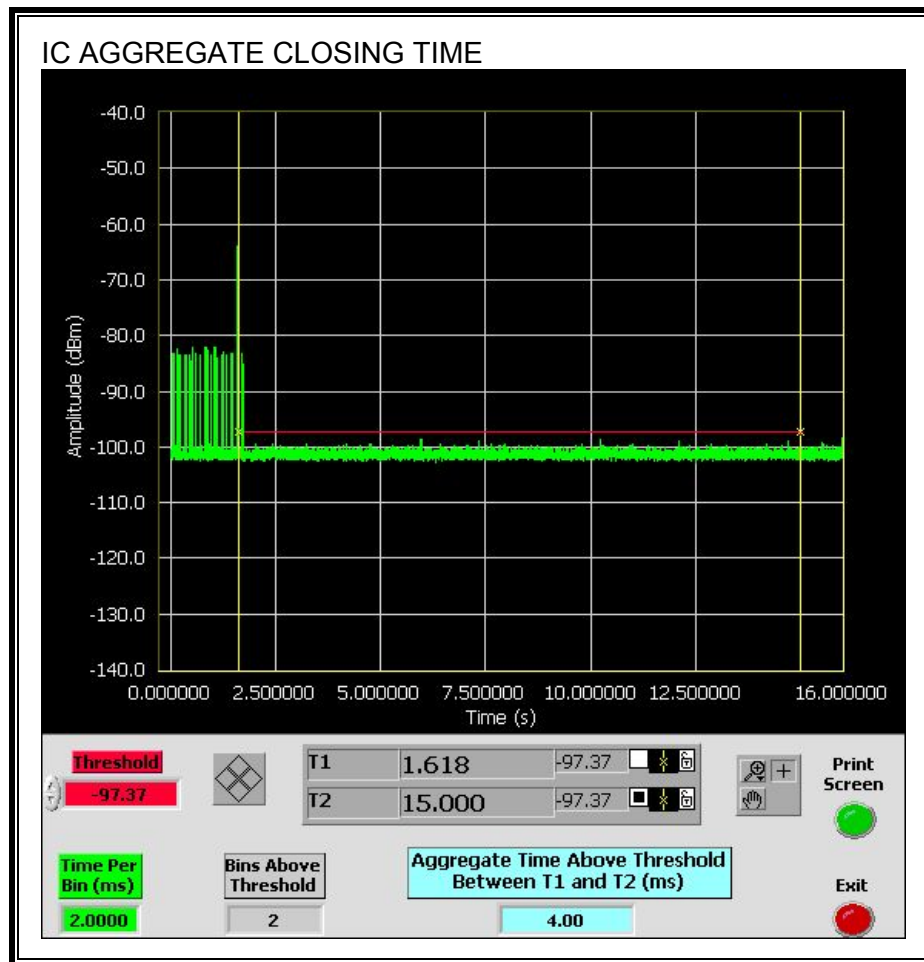 IC AGGREGATE CLOSING TIME
-40.0
-50.0
-60.0
-70.0
-80.0
-90.0
-100.0
-110.0
-120.0
-130.0
-140.0
Amplitude (dBm)
0.000000 2.500000 5.000000 7.500000 10.000000 12.500000 16.000000
Time (s)
Threshold
-97.37
T1 1.618 -97.37
T2 15.000 -97.37
Print
Screen
Time Per
Bin (ms)
2.0000
Bins Above
Threshold
2
Aggregate Time Above Threshold
Between T1 and T2 (ms)
4.00
Exit